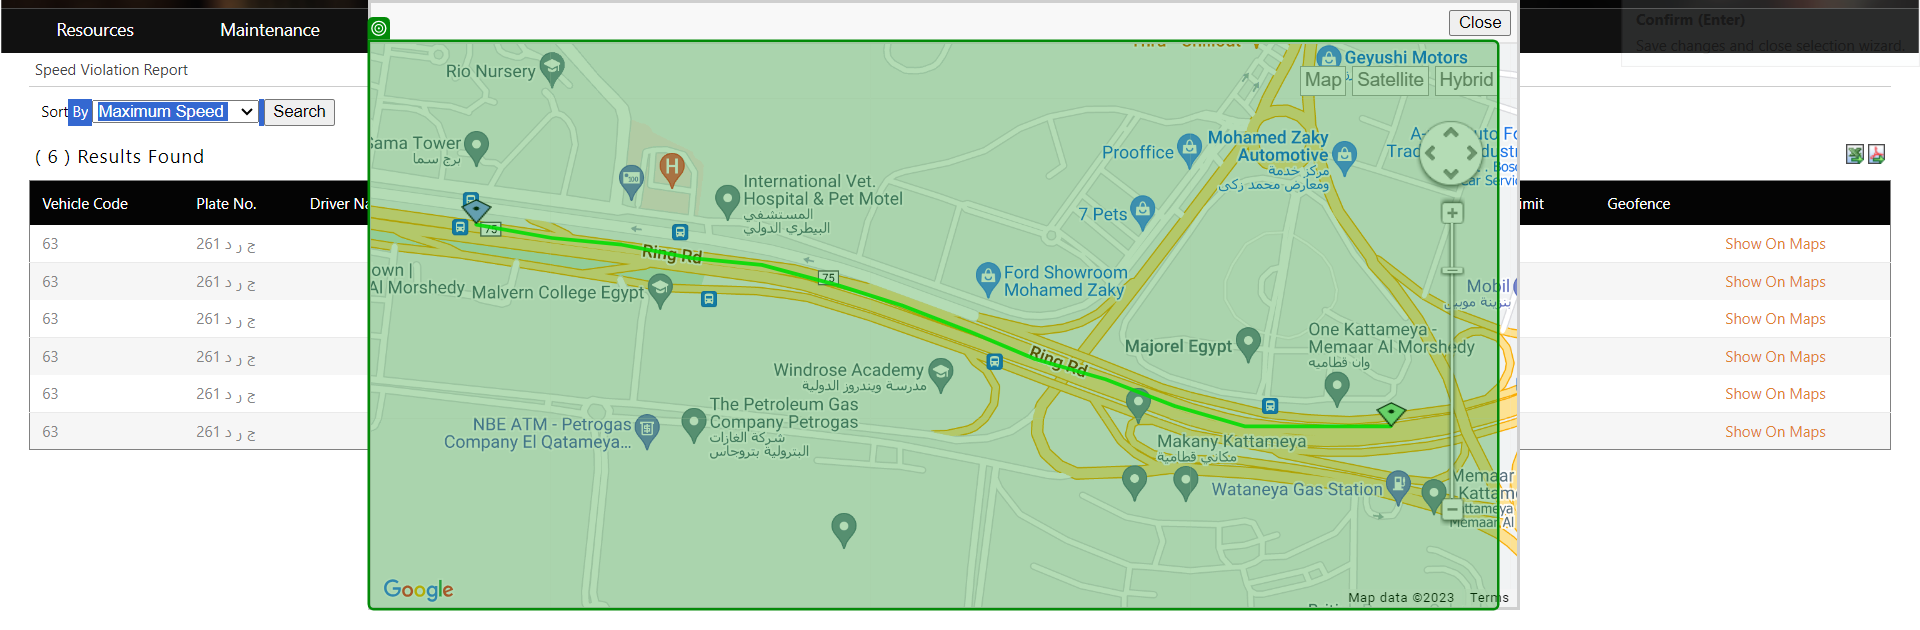 Resources
Maintenance
Close
Confirm (Enter)
Save changes and close selection wizard.
Speed Violation Report
Sort By Maximum Speed Search
( 6 ) Results Found
Vehicle Code Plate No. Driver Na
imit Geofence
63 261 ج ر د Show On Maps
63 261 ج ر د Show On Maps
63 261 ج ر د Show On Maps
63 261 ج ر د Show On Maps
63 261 ج ر د Show On Maps
63 261 ج ر د Show On Maps
Rio Nursery
Geyushi Motors
Map Satellite Hybrid
Sama Tower
برج سما
Prooffice
Mohamed Zaky
Automotive
مركز خدمة
ومعارض محمد زكى
H
International Vet.
Hospital & Pet Motel
المستشفي
البيطري الدولي
7 Pets
75
Ring Rd
75
own |
Al Morshedy
Malvern College Egypt
Ford Showroom
Mohamed Zaky
Mobil
One Kattameya -
Memaar Al Morshedy
وان قطامية
Majorel Egypt
Ring Rd
Windrose Academy
مدرسة ويندروز الدولية
The Petroleum Gas
Company Petrogas
شركة الغازات
البترولية بتروجاس
NBE ATM - Petrogas
Company El Qatameya...
Makany Kattameya
مكاني قطامية
Wataneya Gas Station
Memaar
Kattam
attameya
Memaar Al
Google
Map data ©2023 Terms